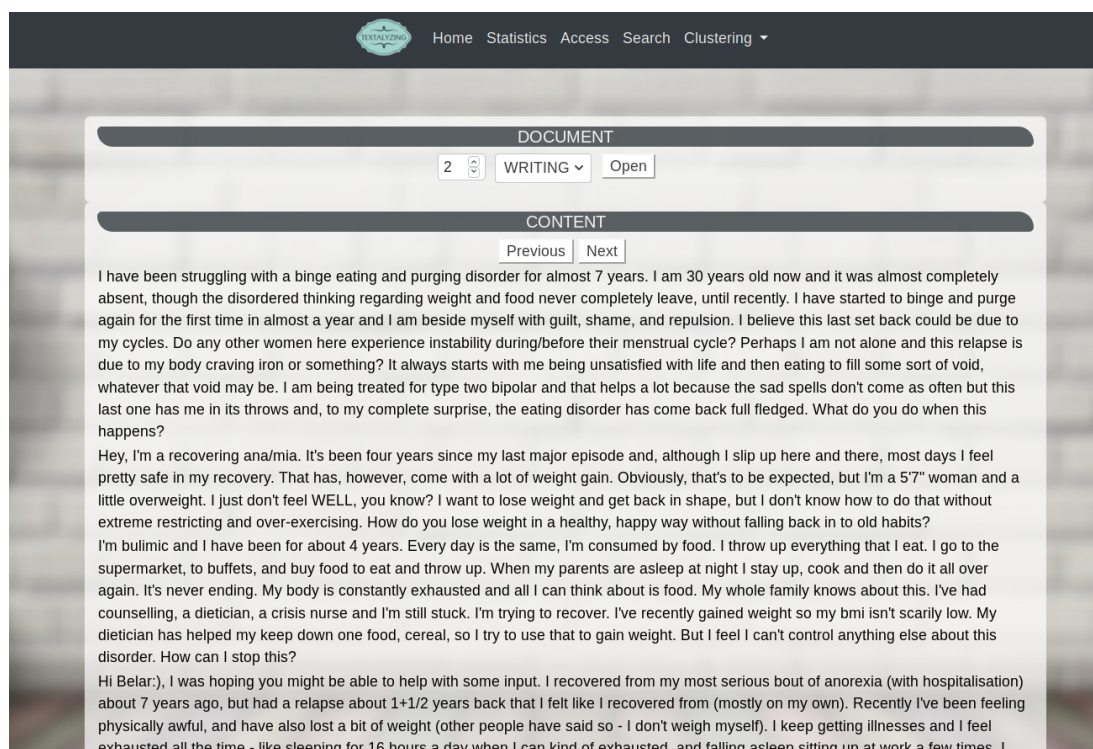 TEXTALYZING
Home Statistics Access Search Clustering
DOCUMENT
2 WRITING Open
CONTENT
Previous Next
I have been struggling with a binge eating and purging disorder for almost 7 years. I am 30 years old now and it was almost completely
absent, though the disordered thinking regarding weight and food never completely leave, until recently. I have started to binge and purge
again for the first time in almost a year and I am beside myself with guilt, shame, and repulsion. I believe this last set back could be due to
my cycles. Do any other women here experience instability during/before their menstrual cycle? Perhaps I am not alone and this relapse is
due to my body craving iron or something? It always starts with me being unsatisfied with life and then eating to fill some sort of void,
whatever that void may be. I am being treated for type two bipolar and that helps a lot because the sad spells don't come as often but this
last one has me in its throws and, to my complete surprise, the eating disorder has come back full fledged. What do you do when this
happens?
Hey, I'm a recovering ana/mia. It's been four years since my last major episode and, although I slip up here and there, most days I feel
pretty safe in my recovery. That has, however, come with a lot of weight gain. Obviously, that's to be expected, but I'm a 5'7" woman and a
little overweight. I just don't feel WELL, you know? I want to lose weight and get back in shape, but I don't know how to do that without
extreme restricting and over-exercising. How do you lose weight in a healthy, happy way without falling back in to old habits?
I'm bulimic and I have been for about 4 years. Every day is the same, I'm consumed by food. I throw up everything that I eat. I go to the
supermarket, to buffets, and buy food to eat and throw up. When my parents are asleep at night I stay up, cook and then do it all over
again. It's never ending. My body is constantly exhausted and all I can think about is food. My whole family knows about this. I've had
counselling, a dietician, a crisis nurse and I'm still stuck. I'm trying to recover. I've recently gained weight so my bmi isn't scarily low. My
dietician has helped my keep down one food, cereal, so I try to use that to gain weight. But I feel I can't control anything else about this
disorder. How can I stop this?
Hi Belar:), I was hoping you might be able to help with some input. I recovered from my most serious bout of anorexia (with hospitalisation)
about 7 years ago, but had a relapse about 1+1/2 years back that I felt like I recovered from (mostly on my own). Recently I've been feeling
physically awful, and have also lost a bit of weight (other people have said so - I don't weigh myself). I keep getting illnesses and I feel
exhausted all the time - like sleeping for 16 hours a day when I can kind of exhausted, and falling asleep sitting up at work a few times. I